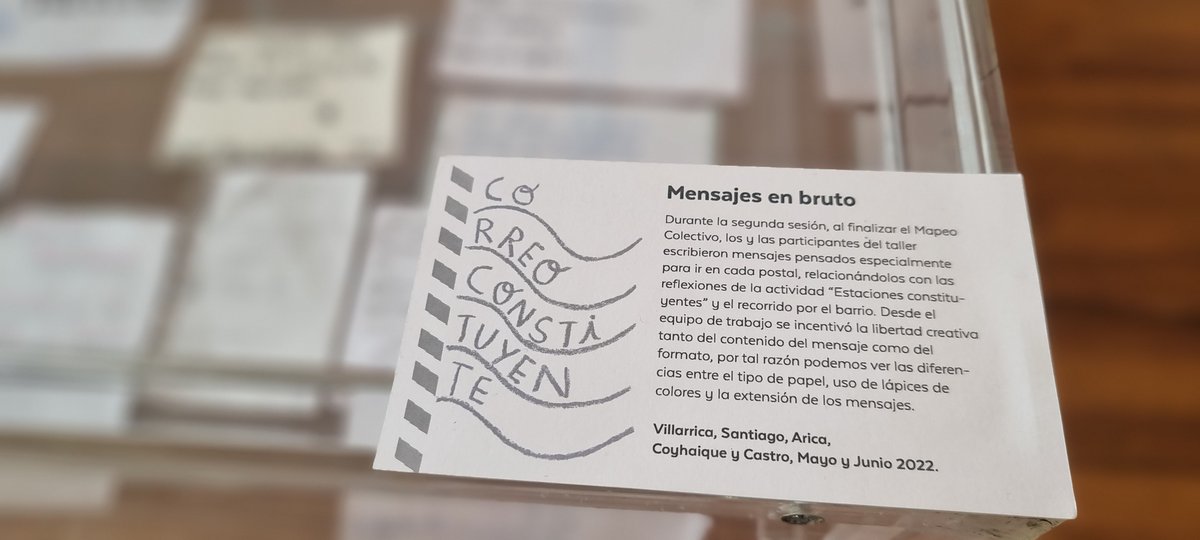 CO
RREO
CONSTI
TUYEN
TE
Mensajes en bruto
Durante la segunda sesión, al finalizar el Mapeo
Colectivo, los y las participantes del taller
escribieron mensajes pensados especialmente
para ir en cada postal, relacionándolos con las
reflexiones de la actividad “Estaciones constitu-
yentes” y el recorrido por el barrio. Desde el
equipo de trabajo se incentivó la libertad creativa
tanto del contenido del mensaje como del
formato, por tal razón podemos ver las diferen-
cias entre el tipo de papel, uso de lápices de
colores y la extensión de los mensajes.
Villarrica, Santiago, Arica,
Coyhaique y Castro, Mayo y Junio 2022.